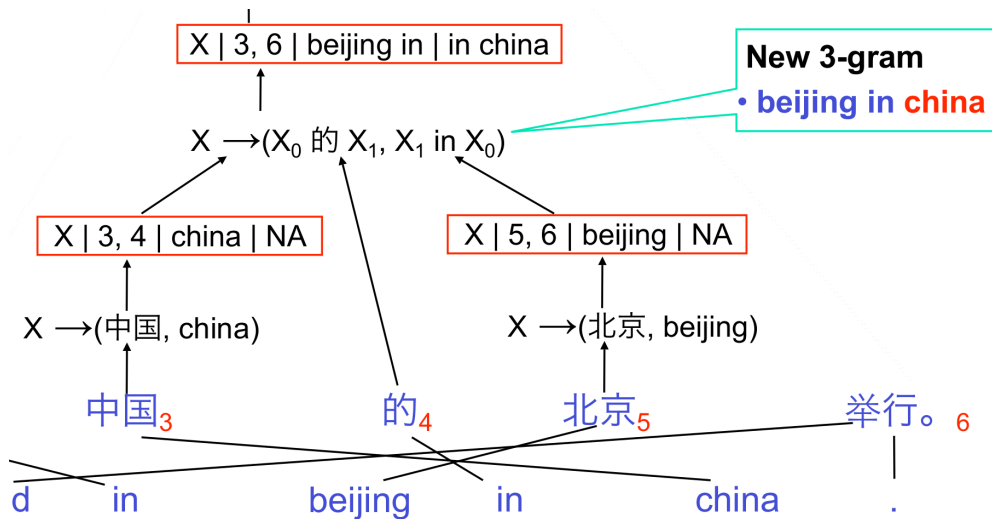 X | 3, 6 | beijing in | in china
New 3-gram
• beijing in china
X →(X₀ 的 X₁, X₁ in X₀)
X | 3, 4 | china | NA
X | 5, 6 | beijing | NA
X →(中国, china)
X →(北京, beijing)
中国₃ 的₄ 北京₅ 举行。₆
d in beijing in china .